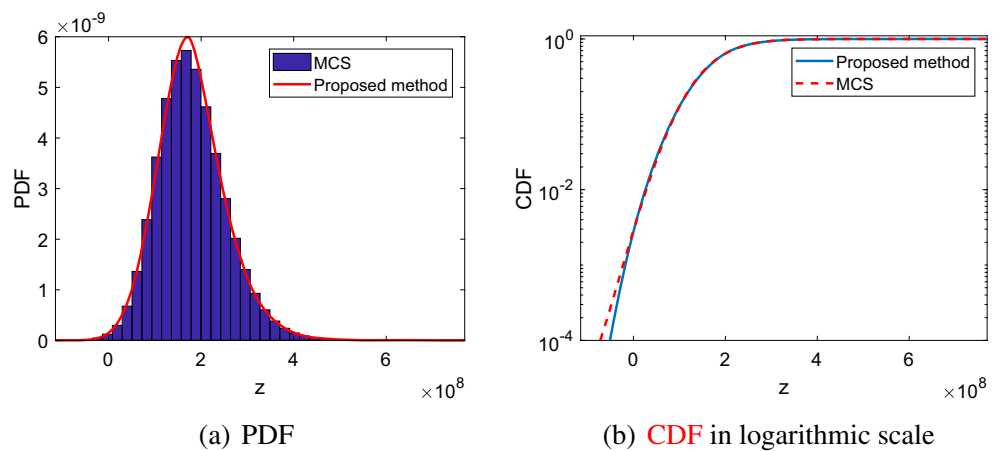 ×10⁻⁹
6
5
4
3
2
1
0
PDF
MCS
Proposed method
0 2 4 6
z
×10⁸
(a) PDF
10⁰
10⁻²
10⁻⁴
CDF
Proposed method
MCS
0 2 4 6 8
z
×10⁸
(b) CDF in logarithmic scale